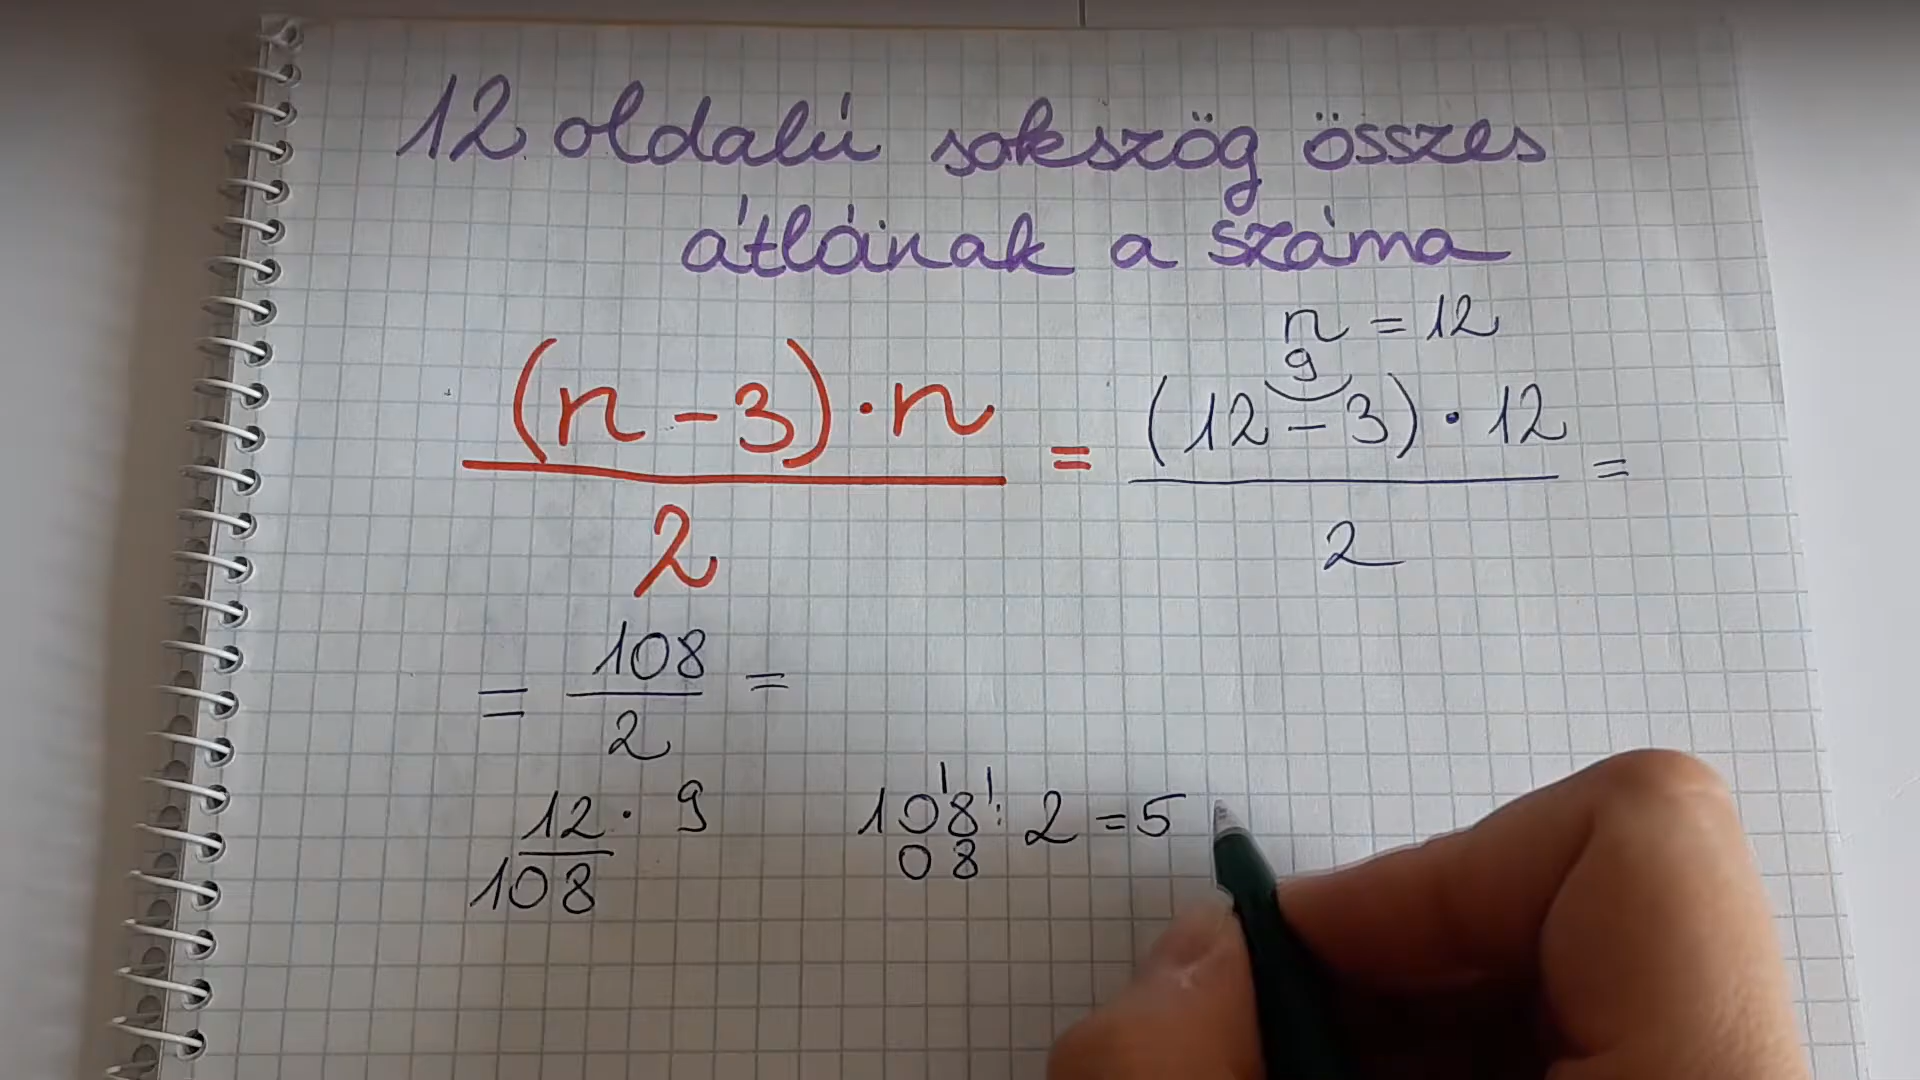 12 oldalú sokszög összes
átlóinak a száma
n = 12
9
(n - 3) · n = (12 - 3) · 12 =
2 2
= 108 =
2
12 · 9 108 : 2 = 5
108 08